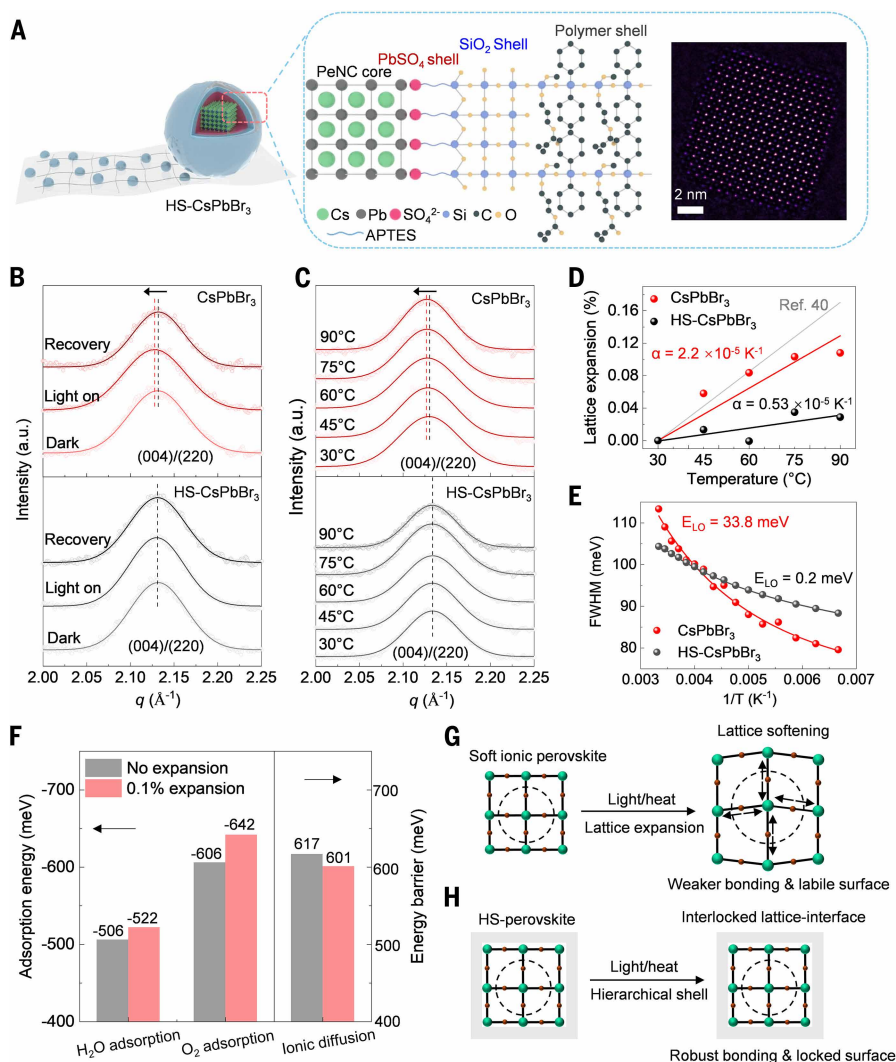 A
PeNC core
PbSO₄ shell
SiO₂ Shell
Polymer shell
HS-CsPbBr₃
Cs Pb SO₄²⁻ Si C O
APTES
2 nm
B
CsPbBr₃
Recovery
Light on
Dark
(004)/(220)
HS-CsPbBr₃
Recovery
Light on
Dark
(004)/(220)
Intensity (a.u.)
2.00 2.05 2.10 2.15 2.20 2.25
q (Å⁻¹)
C
CsPbBr₃
90°C
75°C
60°C
45°C
30°C
(004)/(220)
HS-CsPbBr₃
90°C
75°C
60°C
45°C
30°C
(004)/(220)
Intensity (a.u.)
2.00 2.05 2.10 2.15 2.20 2.25
q (Å⁻¹)
D
CsPbBr₃
HS-CsPbBr₃
Ref. 40
α = 2.2 ×10⁻⁵ K⁻¹
α = 0.53 ×10⁻⁵ K⁻¹
Lattice expansion (%)
0.16
0.12
0.08
0.04
0.00
30 45 60 75 90
Temperature (°C)
E
E_LO = 33.8 meV
E_LO = 0.2 meV
CsPbBr₃
HS-CsPbBr₃
FWHM (meV)
110
100
90
80
0.003 0.004 0.005 0.006 0.007
1/T (K⁻¹)
F
No expansion
0.1% expansion
Adsorption energy (meV)
-700
-600
-500
-400
-506
-522
-606
-642
617
601
700
600
500
400
Energy barrier (meV)
H₂O adsorption
O₂ adsorption
Ionic diffusion
G
Soft ionic perovskite
Light/heat
Lattice expansion
Lattice softening
Weaker bonding & labile surface
H
HS-perovskite
Light/heat
Hierarchical shell
Interlocked lattice-interface
Robust bonding & locked surface